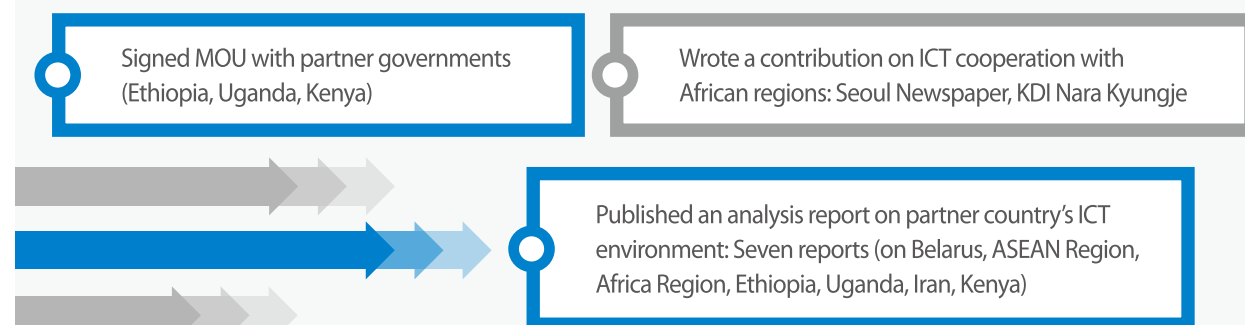 Signed MOU with partner governments
(Ethiopia, Uganda, Kenya)
Wrote a contribution on ICT cooperation with
African regions: Seoul Newspaper, KDI Nara Kyungje
Published an analysis report on partner country’s ICT
environment: Seven reports (on Belarus, ASEAN Region,
Africa Region, Ethiopia, Uganda, Iran, Kenya)